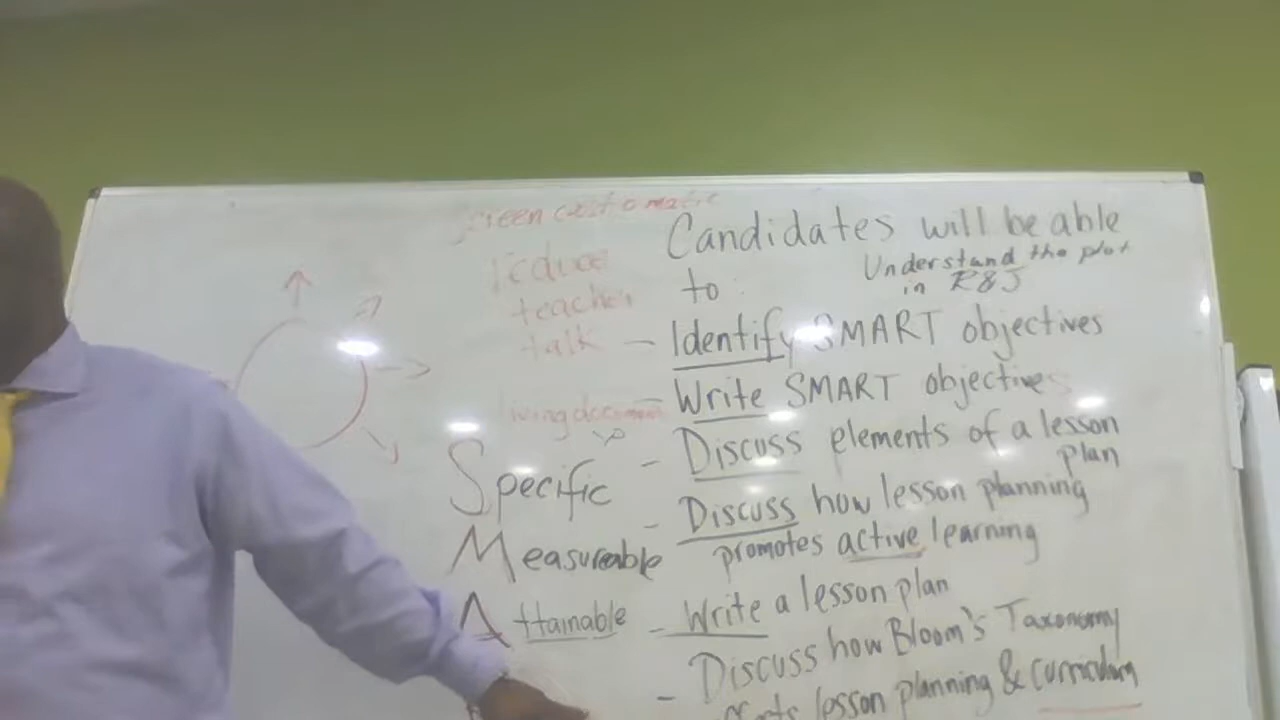 reduce
teacher
talk
living document
Specific
Measureable
Attainable
Candidates will be able
to :
Understand the plot
in R&J
- Identify SMART objectives
- Write SMART objectives
- Discuss elements of a lesson
plan
- Discuss how lesson planning
promotes active learning
- Write a lesson plan
- Discuss how Bloom's Taxonomy
lesson planning & curriculum